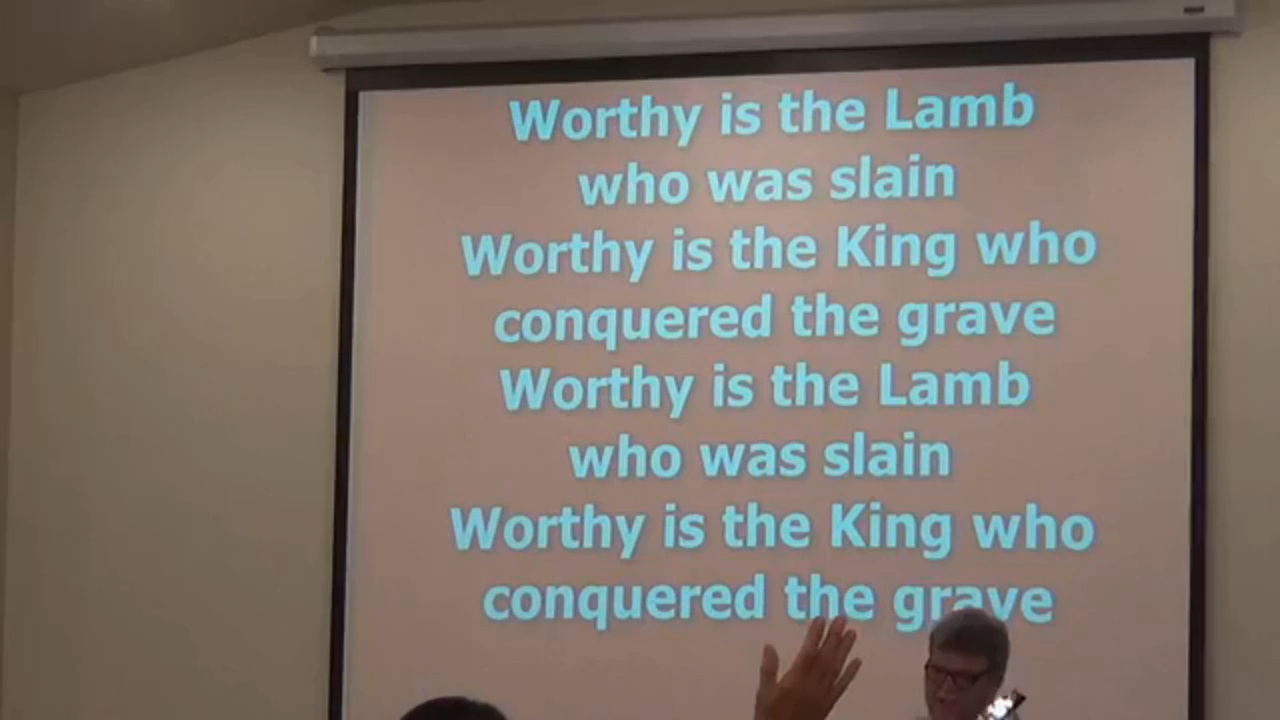 Worthy is the Lamb
who was slain
Worthy is the King who
conquered the grave
Worthy is the Lamb
who was slain
Worthy is the King who
conquered the grave